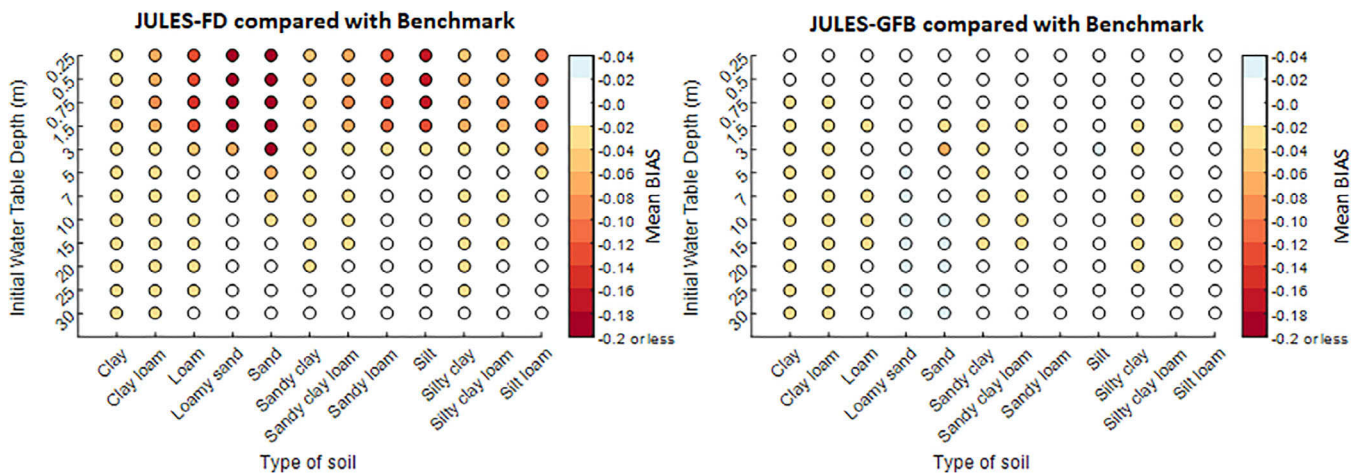 JULES-FD compared with Benchmark
Initial Water Table Depth (m)
0.25
0.5
0.75
1.5
3
5
7
10
15
20
25
30
Clay
Clay loam
Loam
Loamy sand
Sand
Sandy clay
Sandy clay loam
Sandy loam
Silt
Silty clay
Silty clay loam
Silt loam
Type of soil
-0.04
-0.02
-0.0
-0.02
-0.04
-0.06
-0.08
-0.10
-0.12
-0.14
-0.16
-0.18
-0.2 or less
Mean BIAS
JULES-GFB compared with Benchmark
Initial Water Table Depth (m)
0.25
0.5
0.75
1.5
3
5
7
10
15
20
25
30
Clay
Clay loam
Loam
Loamy sand
Sand
Sandy clay
Sandy clay loam
Sandy loam
Silt
Silty clay
Silty clay loam
Silt loam
Type of soil
-0.04
-0.02
-0.0
-0.02
-0.04
-0.06
-0.08
-0.10
-0.12
-0.14
-0.16
-0.18
-0.2 or less
Mean BIAS